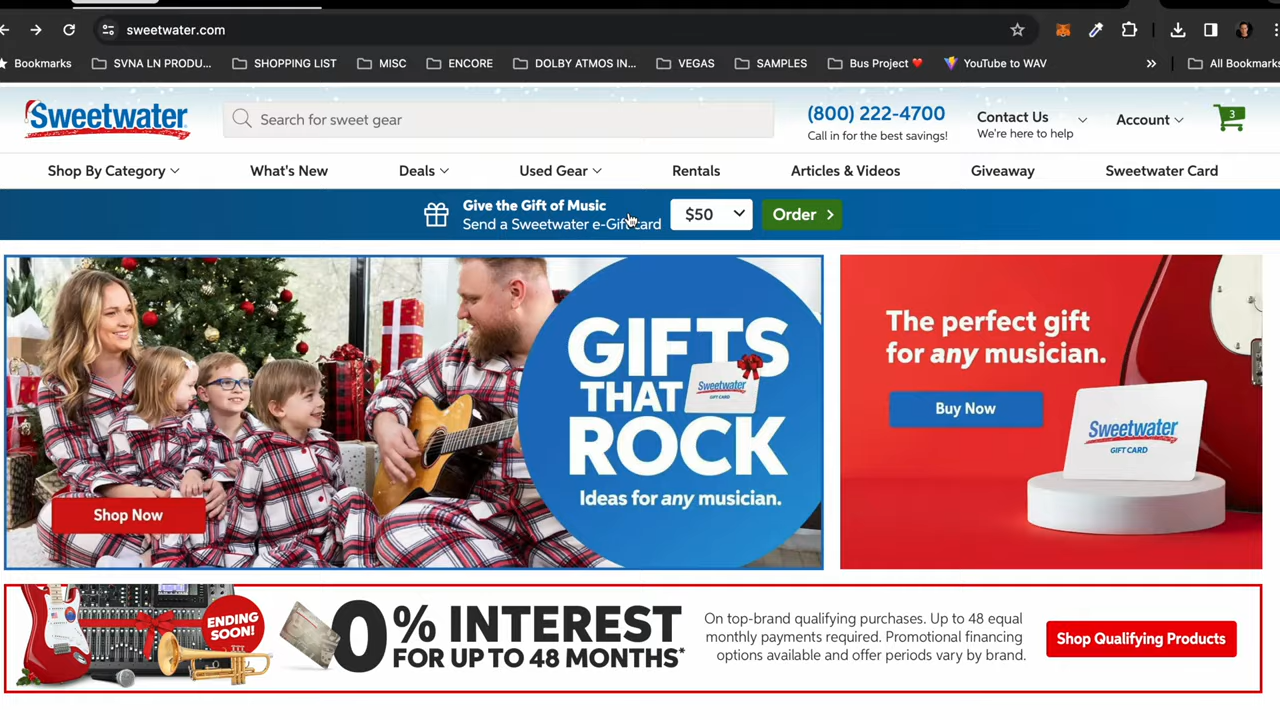 sweetwater.com
Bookmarks
SVNA LN PRODU...
SHOPPING LIST
MISC
ENCORE
DOLBY ATMOS IN...
VEGAS
SAMPLES
Bus Project ❤️
YouTube to WAV
»
All Bookmarks
Sweetwater
Search for sweet gear
(800) 222-4700
Call in for the best savings!
Contact Us
We're here to help
Account
3
Shop By Category
What's New
Deals
Used Gear
Rentals
Articles & Videos
Giveaway
Sweetwater Card
Give the Gift of Music
Send a Sweetwater e-Gift card
$50
Order
GIFTS
THAT
Sweetwater
GIFT CARD
ROCK
Ideas for any musician.
Shop Now
The perfect gift
for any musician.
Buy Now
Sweetwater
GIFT CARD
ENDING
SOON!
0% INTEREST
FOR UP TO 48 MONTHS*
On top-brand qualifying purchases. Up to 48 equal
monthly payments required. Promotional financing
options available and offer periods vary by brand.
Shop Qualifying Products